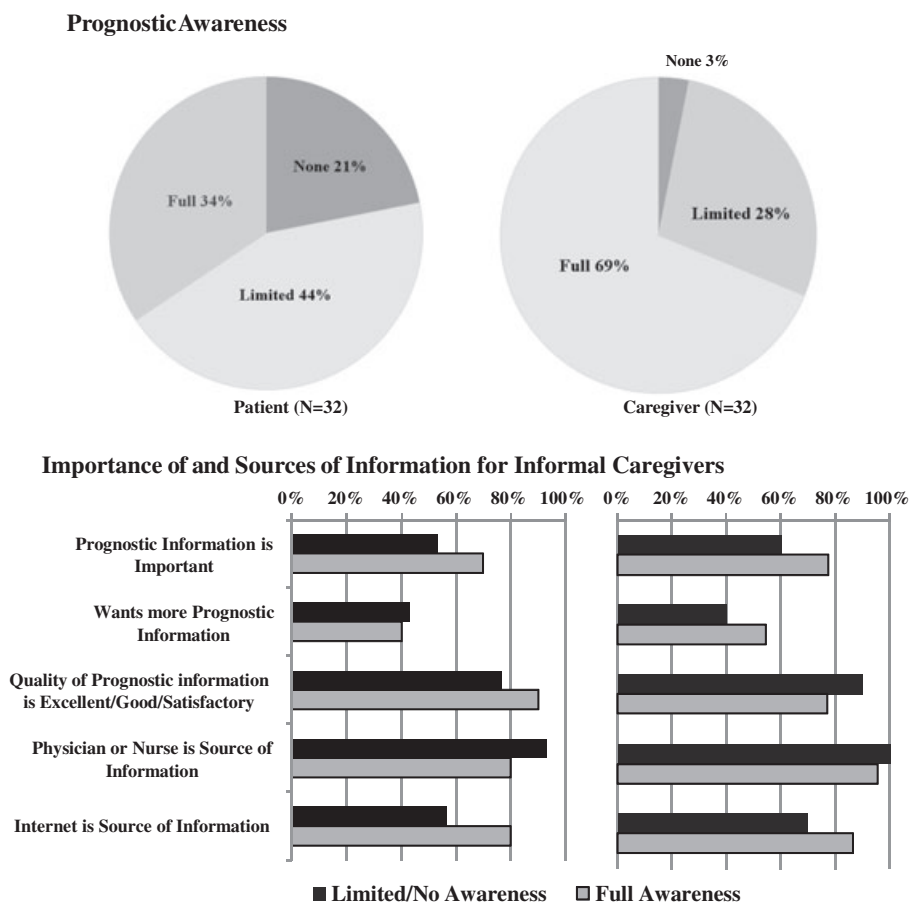 Prognostic Awareness
None 3%
None 21%
Full 34%
Limited 44%
Limited 28%
Full 69%
Patient (N=32)
Caregiver (N=32)
Importance of and Sources of Information for Informal Caregivers
0% 20% 40% 60% 80% 100%
0% 20% 40% 60% 80% 100%
Prognostic Information is
Important
Wants more Prognostic
Information
Quality of Prognostic information
is Excellent/Good/Satisfactory
Physician or Nurse is Source of
Information
Internet is Source of Information
Limited/No Awareness
Full Awareness